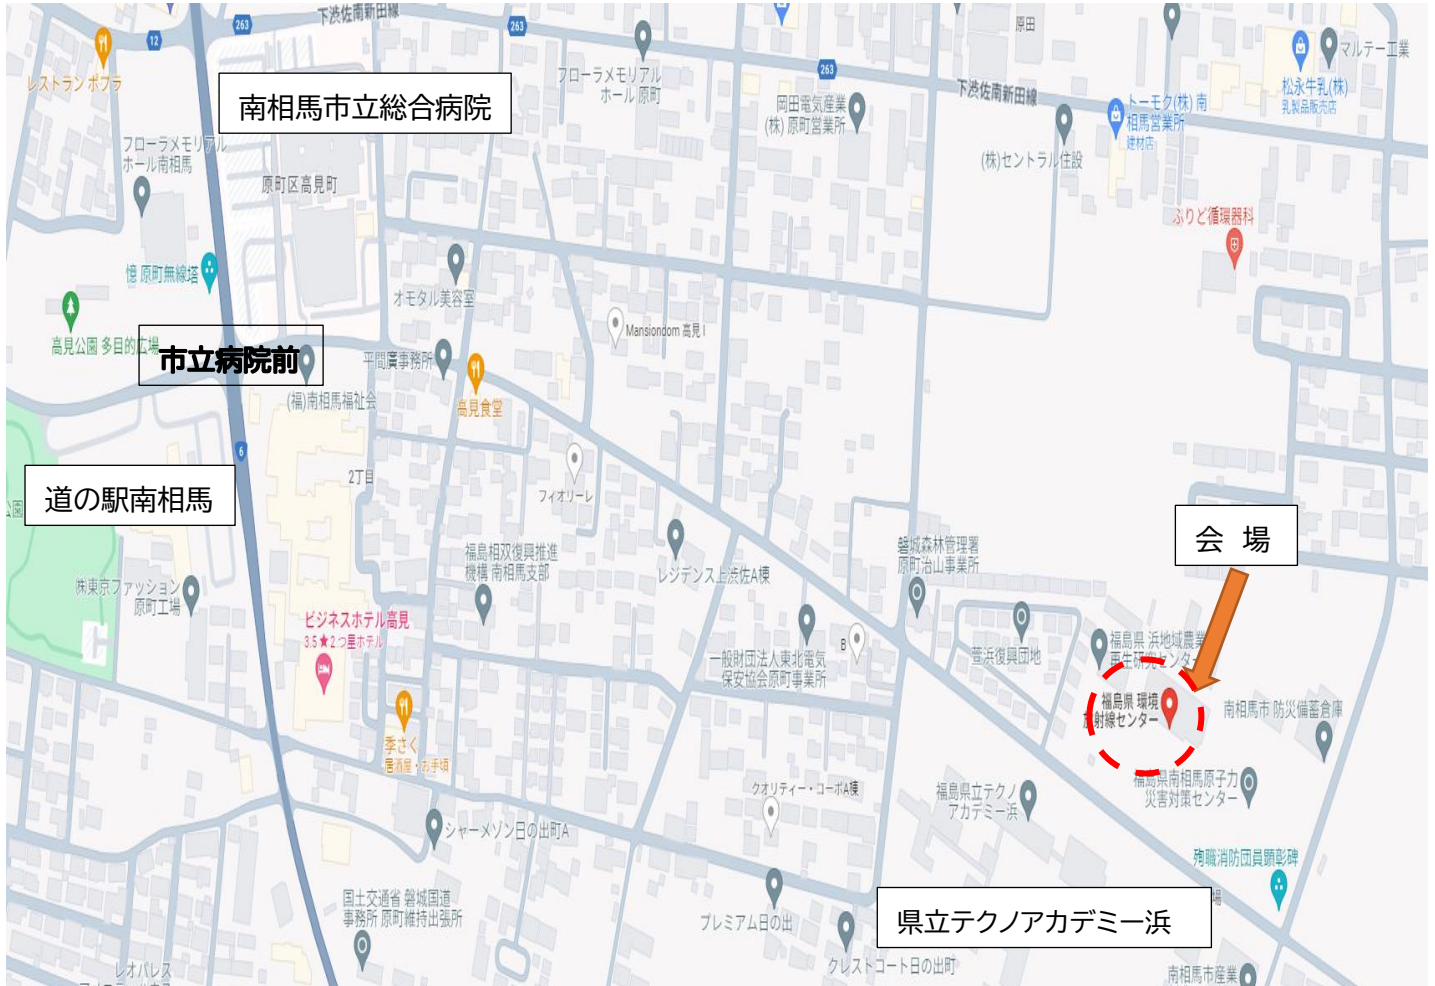 下渋佐南新田線
263
12
263
レストラン ポプラ
南相馬市立総合病院
フローラメモリアル
ホール 原町
263
原田
マルテー工業
松永牛乳(株)
乳製品販売店
岡田電気産業
(株) 原町営業所
下渋佐南新田線
トーモク(株) 南
相馬営業所
建材店
(株)セントラル住設
フローラメモリアル
ホール南相馬
原町区高見町
ふりど循環器科
憶 原町無線塔
オモタル美容室
高見公園 多目的広場
市立病院前
平間廣事務所
Mansiondom 高見 I
(福)南相馬福祉会
高見食堂
6
2丁目
道の駅南相馬
公園
フィオリーレ
会 場
福島相双復興推進
機構 南相馬支部
レジデンス上渋佐A棟
磐城森林管理署
原町治山事業所
㈱東京ファッション
原町工場
ビジネスホテル高見
3.5★2つ星ホテル
一般財団法人東北電気
保安協会原町事業所
B
萱浜復興団地
福島県 浜地域農業
再生研究センター
福島県 環境
放射線センター
南相馬市 防災備蓄倉庫
季さく
居酒屋・お手頃
クオリティー・コーポA棟
福島県立テクノ
アカデミー浜
福島県南相馬原子力
災害対策センター
シャーメゾン日の出町A
殉職消防団員顕彰碑
国土交通省 磐城国道
事務所 原町維持出張所
プレミアム日の出
県立テクノアカデミー浜
場
クレストコート日の出町
レオパレス
南相馬市産業